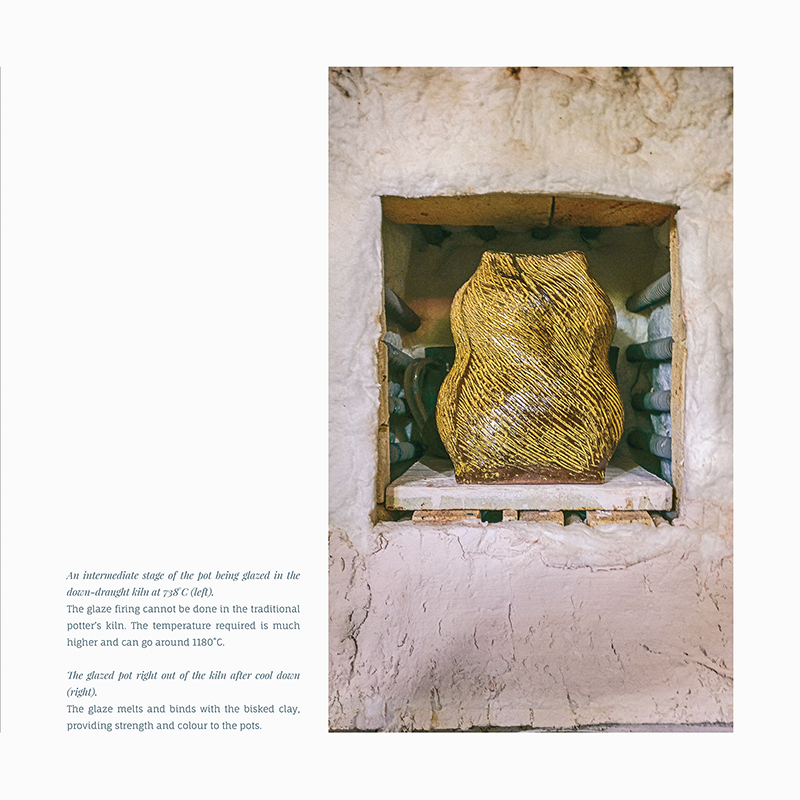 An intermediate stage of the pot being glazed in the
down-draught kiln at 738˚C (left).
The glaze firing cannot be done in the traditional
potter's kiln. The temperature required is much
higher and can go around 1180˚C.
The glazed pot right out of the kiln after cool down
(right).
The glaze melts and binds with the bisked clay,
providing strength and colour to the pots.